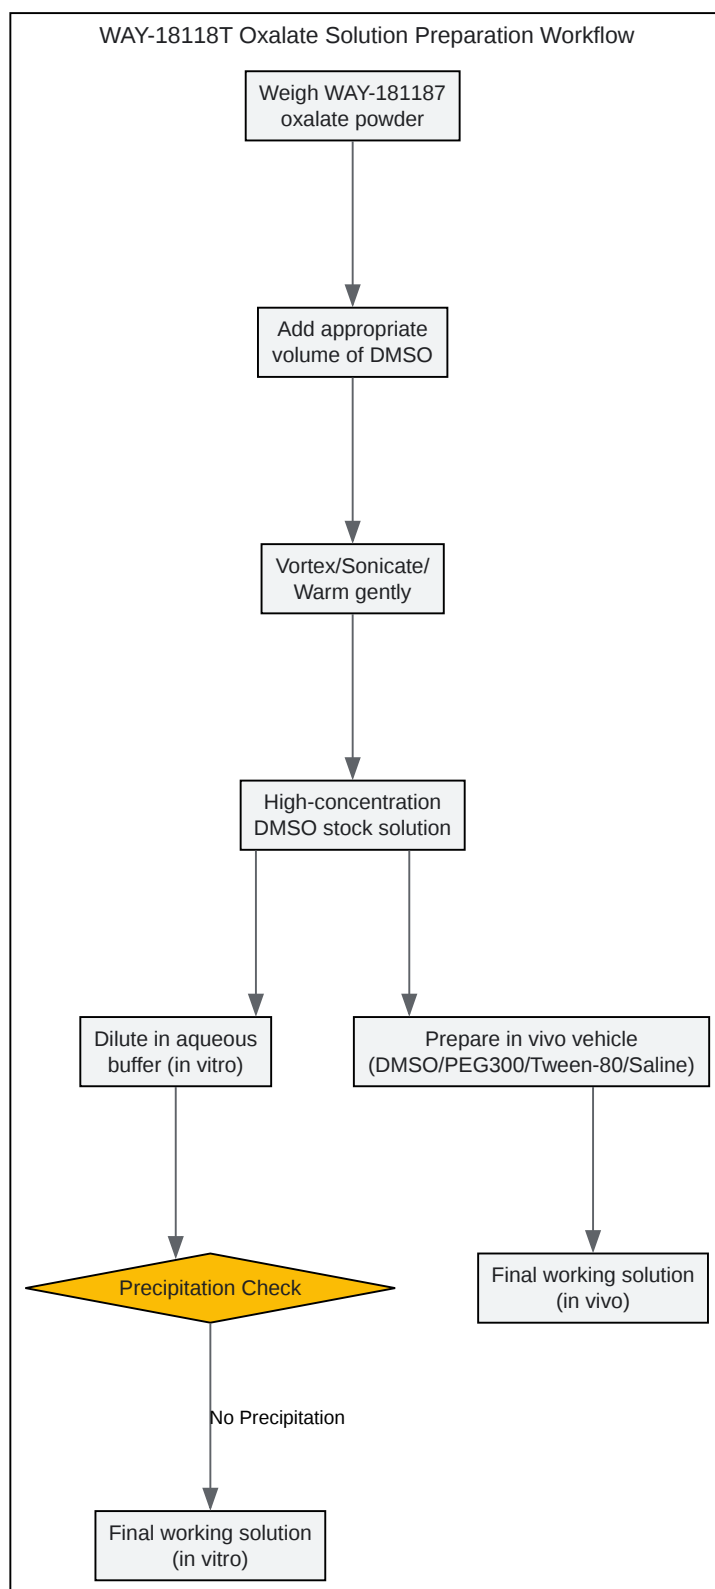 WAY-18118T Oxalate Solution Preparation Workflow
Weigh WAY-181187
oxalate powder
Add appropriate
volume of DMSO
Vortex/Sonicate/
Warm gently
High-concentration
DMSO stock solution
Dilute in aqueous
buffer (in vitro)
Prepare in vivo vehicle
(DMSO/PEG300/Tween-80/Saline)
Precipitation Check
Final working solution
(in vivo)
No Precipitation
Final working solution
(in vitro)